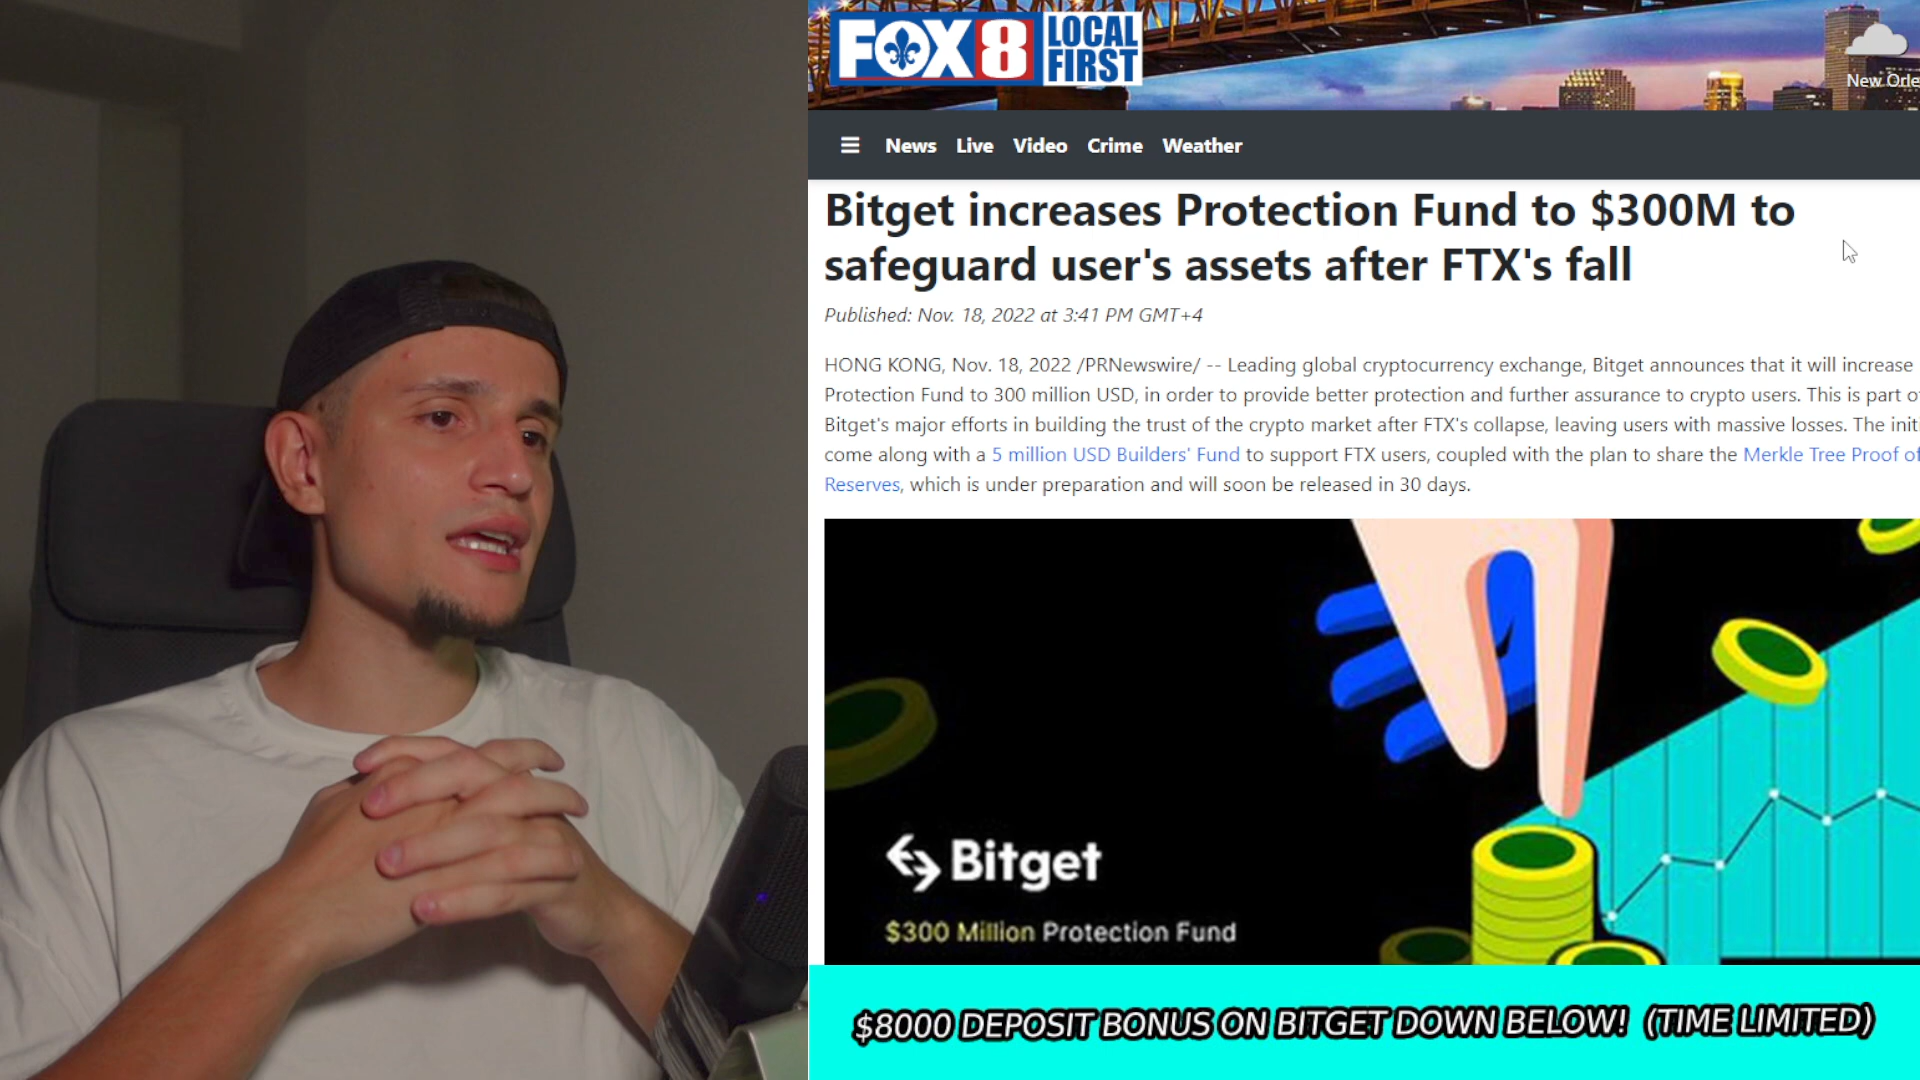 FOX 8 LOCAL FIRST
New Orle
News Live Video Crime Weather
Bitget increases Protection Fund to $300M to
safeguard user's assets after FTX's fall
Published: Nov. 18, 2022 at 3:41 PM GMT+4
HONG KONG, Nov. 18, 2022 /PRNewswire/ -- Leading global cryptocurrency exchange, Bitget announces that it will increase
Protection Fund to 300 million USD, in order to provide better protection and further assurance to crypto users. This is part of
Bitget's major efforts in building the trust of the crypto market after FTX's collapse, leaving users with massive losses. The initi
come along with a 5 million USD Builders' Fund to support FTX users, coupled with the plan to share the Merkle Tree Proof of
Reserves, which is under preparation and will soon be released in 30 days.
Bitget
$300 Million Protection Fund
$8000 DEPOSIT BONUS ON BITGET DOWN BELOW! (TIME LIMITED)